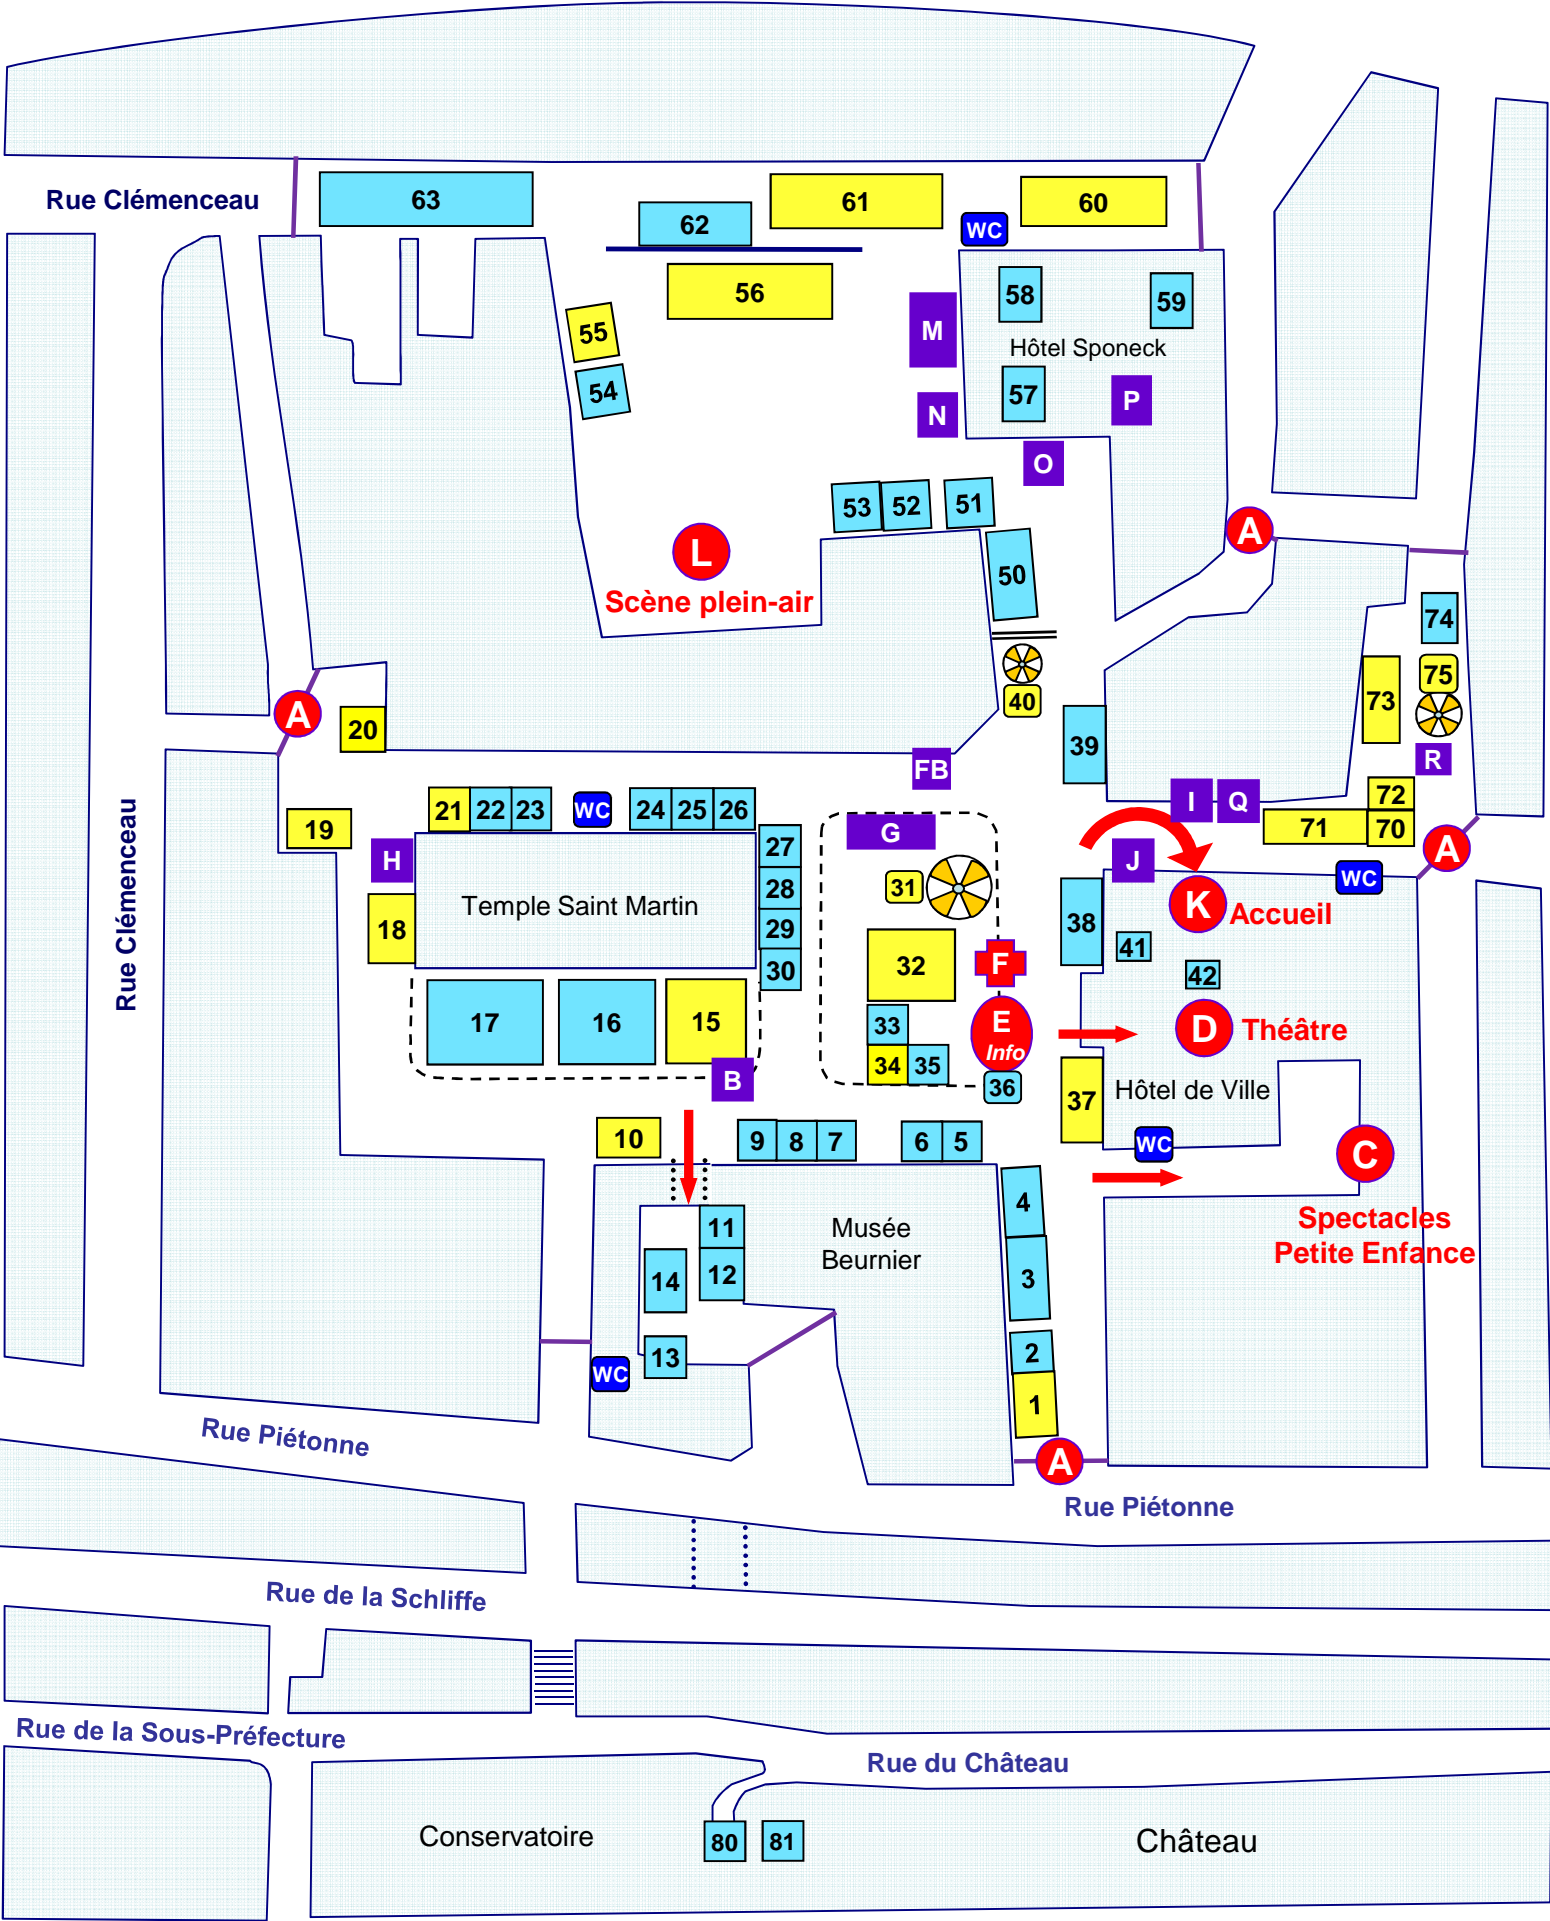 Rue Clémenceau
63
62
61
60
WC
56
55
54
58
59
M
Hôtel Sponeck
57
P
N
O
53
52
51
L
Scène plein-air
50
A
74
75
73
40
A
20
39
FB
R
Rue Clémenceau
19
21
22
23
WC
24
25
26
I
Q
72
71
70
A
G
27
H
J
WC
28
31
K
Accueil
Temple Saint Martin
18
29
38
41
30
32
F
42
17
16
15
33
E
Info
D
Théâtre
34
35
36
B
37
Hôtel de Ville
10
9
8
7
6
5
WC
C
4
11
Musée
Beurnier
Spectacles
Petite Enfance
14
12
3
13
2
WC
1
A
Rue Piétonne
Rue Piétonne
Rue de la Schliffe
Rue de la Sous-Préfecture
Rue du Château
Conservatoire
80
81
Château